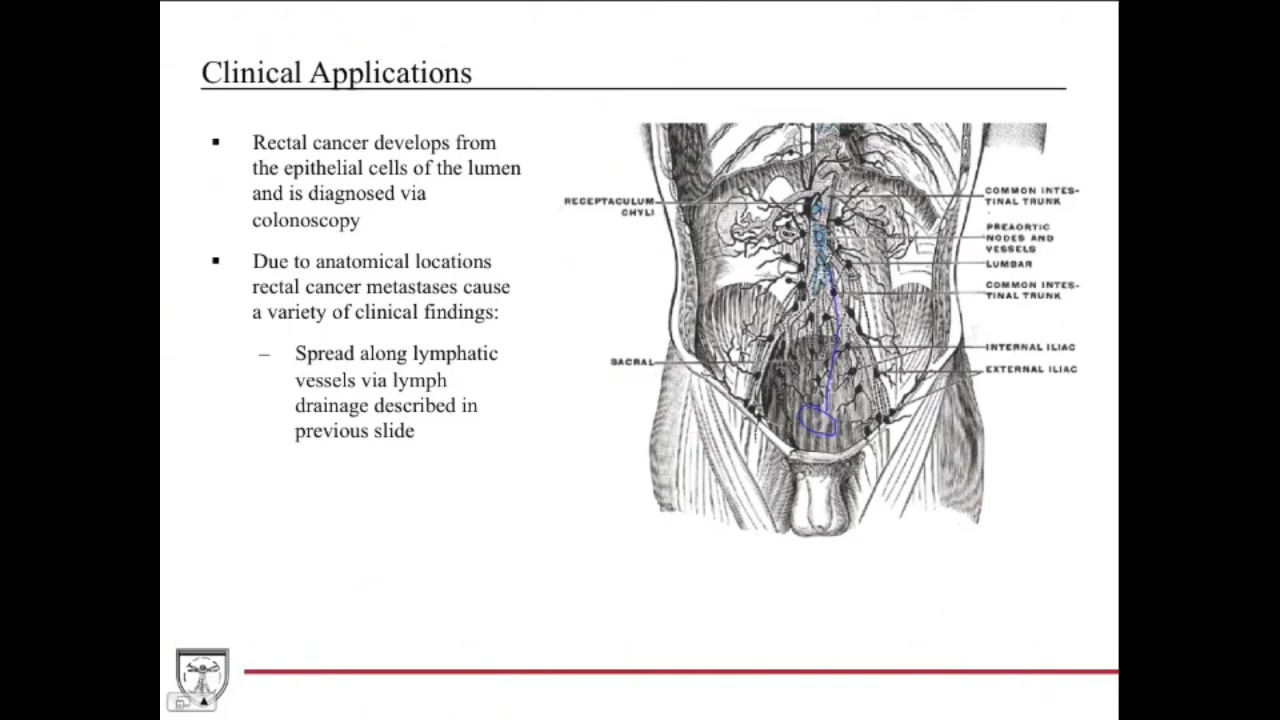 Clinical Applications
▪ Rectal cancer develops from
the epithelial cells of the lumen
and is diagnosed via
colonoscopy
▪ Due to anatomical locations
rectal cancer metastases cause
a variety of clinical findings:
– Spread along lymphatic
vessels via lymph
drainage described in
previous slide
RECEPTACULUM
CHYLI
SACRAL
COMMON INTES-
TINAL TRUNK
PREAORTIC
NODES AND
VESSELS
LUMBAR
COMMON INTES-
TINAL TRUNK
INTERNAL ILIAC
EXTERNAL ILIAC